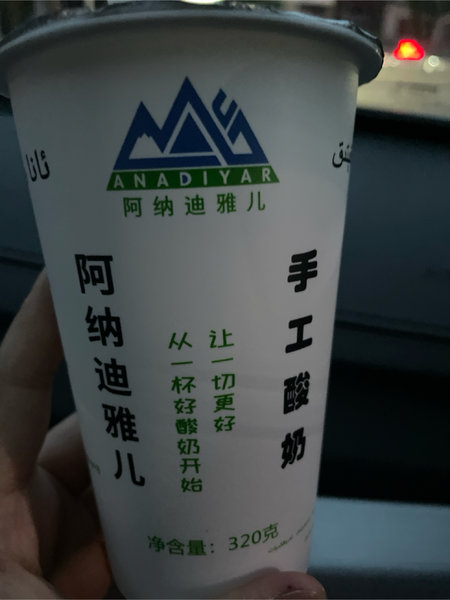 ANADIYAR
阿纳迪雅儿
ئانا
阿纳迪雅儿
手工酸奶
让一切更好
从一杯好酸奶开始
净含量：320克